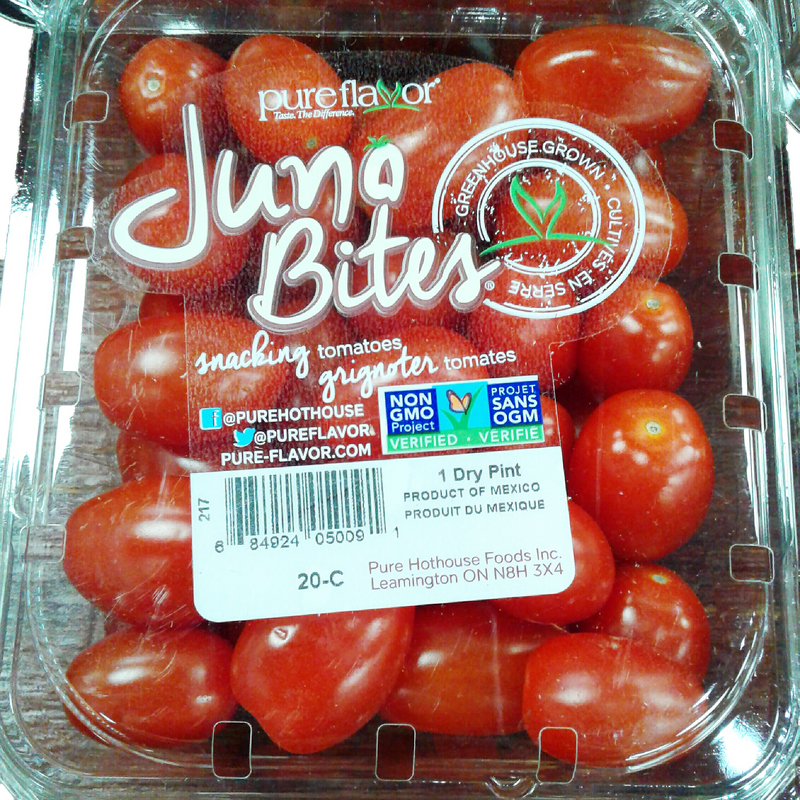 pureflavor®
Taste. The Difference.
Juno
Bites®
GREENHOUSE GROWN • CULTIVÉS EN SERRE
snacking tomatoes
grignoter tomates
f @PUREHOTHOUSE
@PUREFLAVOR
PURE-FLAVOR.COM
NON
GMO
Project
PROJET
SANS
OGM
VERIFIED • VERIFIÉ
217
1 Dry Pint
PRODUCT OF MEXICO
PRODUIT DU MEXIQUE
6 84924 05009 1
20-C
Pure Hothouse Foods Inc.
Leamington ON N8H 3X4